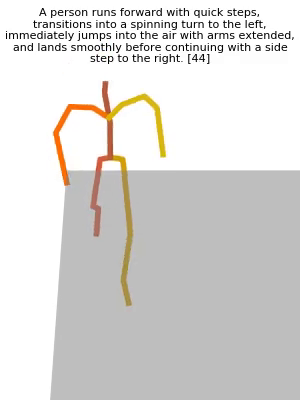 A person runs forward with quick steps,
transitions into a spinning turn to the left,
immediately jumps into the air with arms extended,
and lands smoothly before continuing with a side
step to the right. [44]